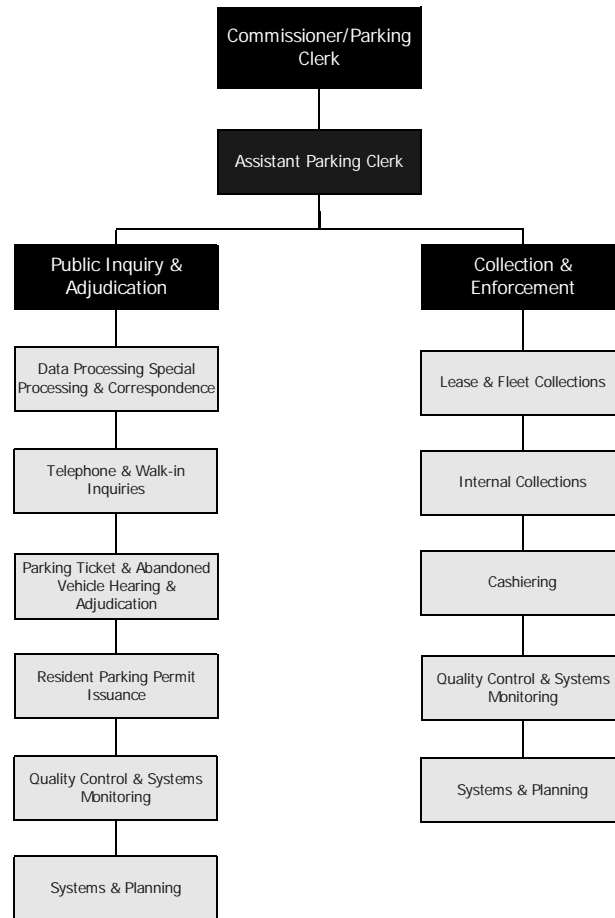 Commissioner/Parking
Clerk
Assistant Parking Clerk
Public Inquiry &
Adjudication
Data Processing Special
Processing & Correspondence
Telephone & Walk-in
Inquiries
Parking Ticket & Abandoned
Vehicle Hearing &
Adjudication
Resident Parking Permit
Issuance
Quality Control & Systems
Monitoring
Systems & Planning
Collection &
Enforcement
Lease & Fleet Collections
Internal Collections
Cashiering
Quality Control & Systems
Monitoring
Systems & Planning